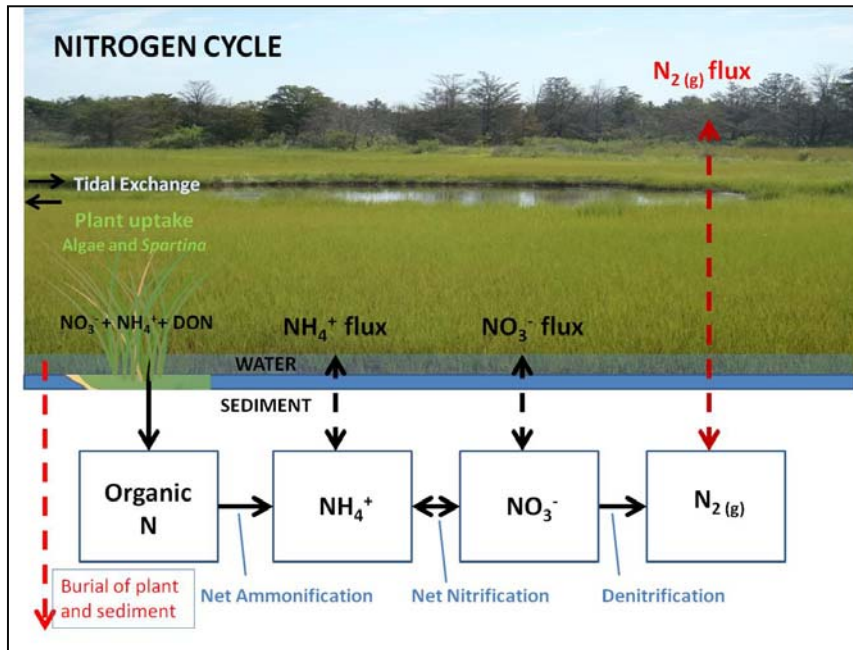 NITROGEN CYCLE
N₂ (g) flux
Tidal Exchange
Plant uptake
Algae and Spartina
NO₃⁻ + NH₄⁺ + DON
NH₄⁺ flux
NO₃⁻ flux
WATER
SEDIMENT
Organic
N
NH₄⁺
NO₃⁻
N₂ (g)
Burial of plant
and sediment
Net Ammonification
Net Nitrification
Denitrification